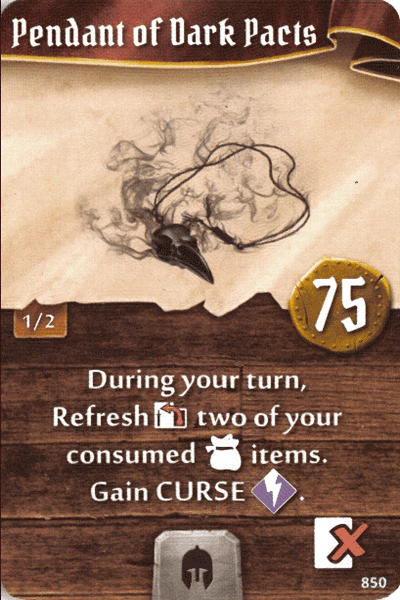 Pendant of Dark Pacts
1/2
75
During your turn,
Refresh two of your
consumed items.
Gain CURSE .
850